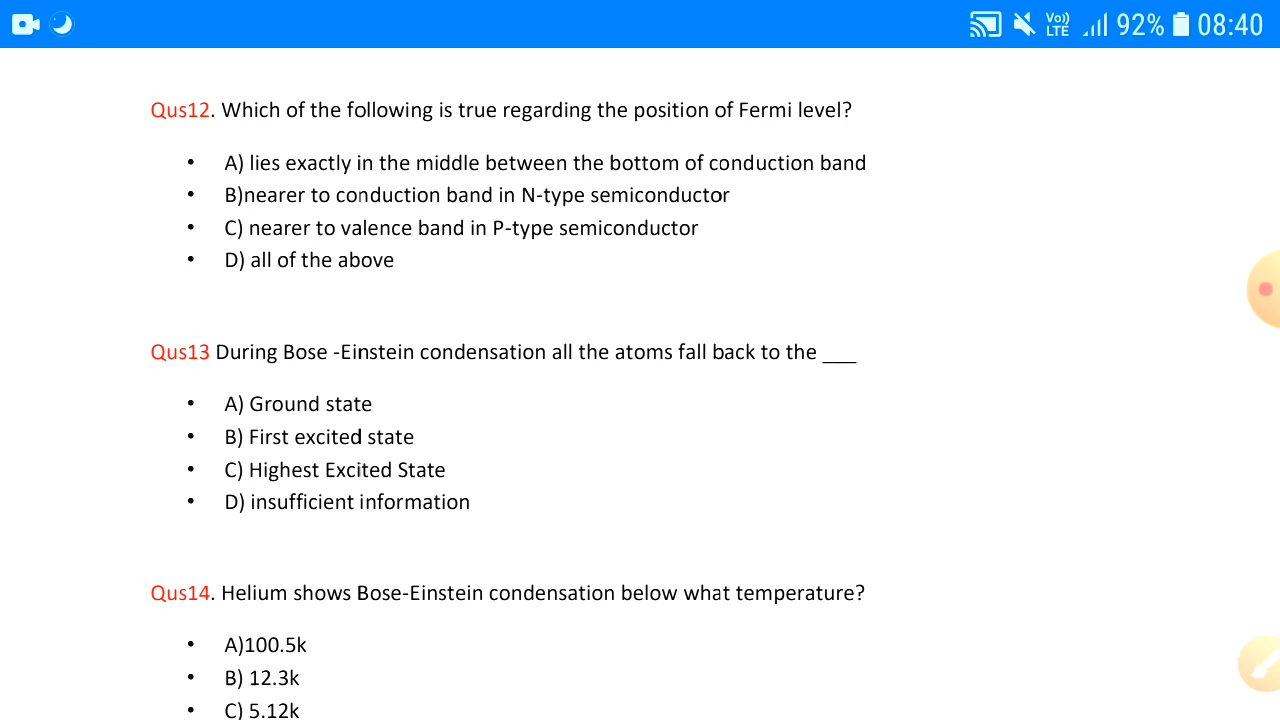 Vo)) LTE 92% 08:40
Qus12. Which of the following is true regarding the position of Fermi level?
• A) lies exactly in the middle between the bottom of conduction band
• B)nearer to conduction band in N-type semiconductor
• C) nearer to valence band in P-type semiconductor
• D) all of the above
Qus13 During Bose -Einstein condensation all the atoms fall back to the ___
• A) Ground state
• B) First excited state
• C) Highest Excited State
• D) insufficient information
Qus14. Helium shows Bose-Einstein condensation below what temperature?
• A)100.5k
• B) 12.3k
• C) 5.12k